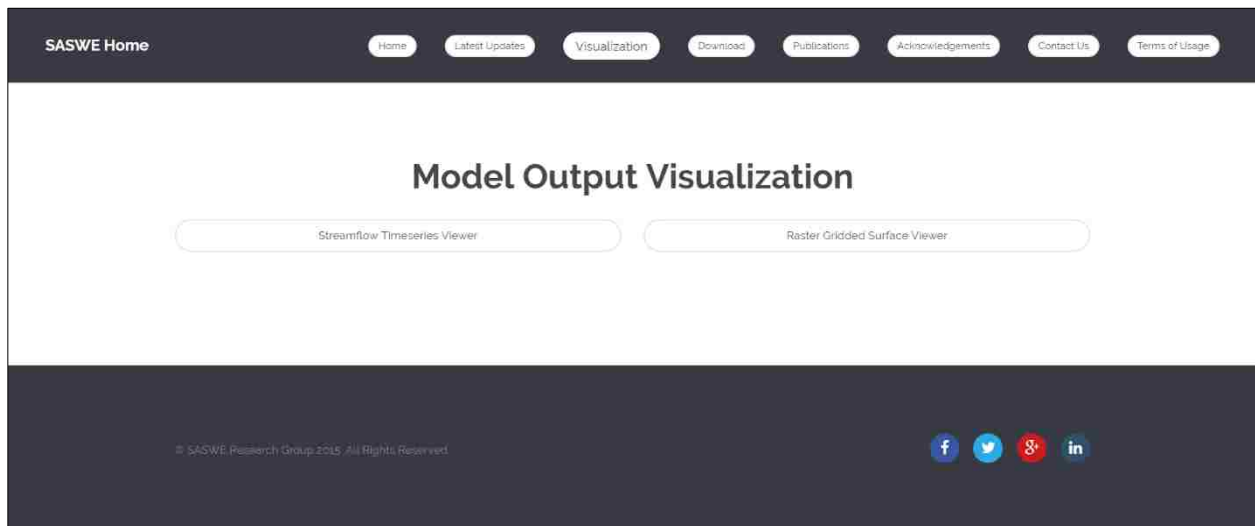 SASWE Home
Home
Latest Updates
Visualization
Download
Publications
Acknowledgements
Contact Us
Terms of Usage
Model Output Visualization
Streamflow Timeseries Viewer
Raster Gridded Surface Viewer
© SASWE Research Group 2015. All Rights Reserved
f
8+
in